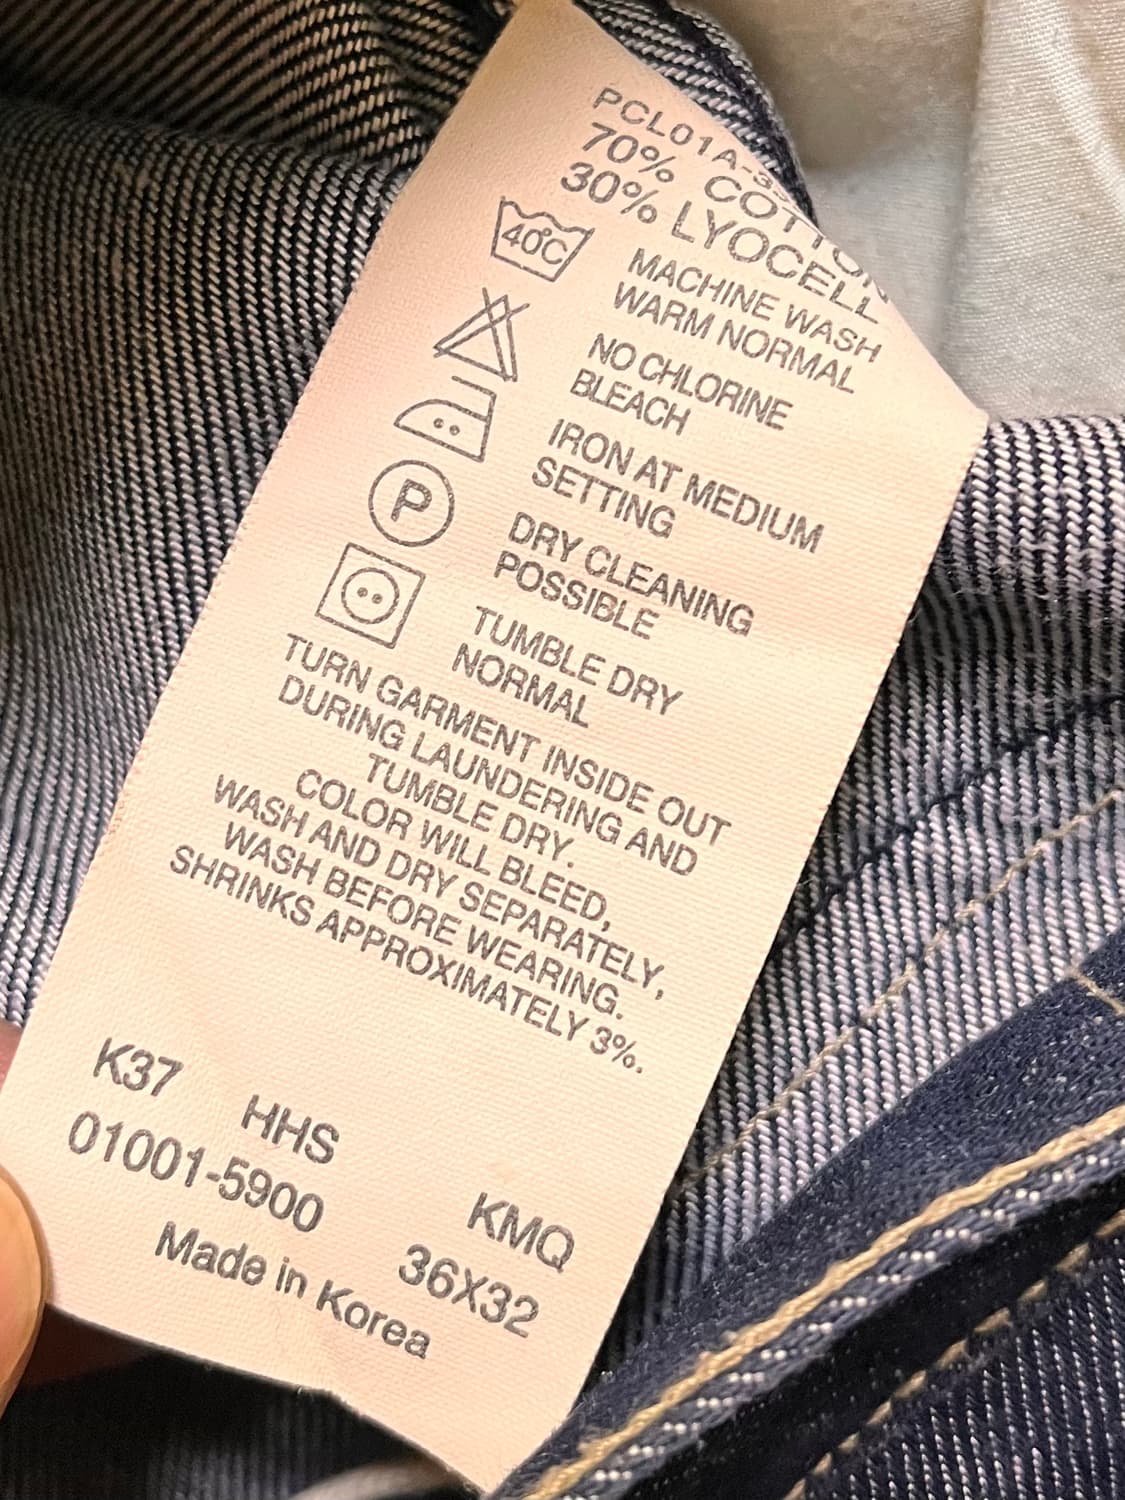 70% COTTON
30% LYOCELL
40°C MACHINE WASH
WARM NORMAL
NO CHLORINE
BLEACH
IRON AT MEDIUM
SETTING
P DRY CLEANING
POSSIBLE
TUMBLE DRY
NORMAL
TURN GARMENT INSIDE OUT
DURING LAUNDERING AND
TUMBLE DRY.
COLOR WILL BLEED,
WASH AND DRY SEPARATELY,
WASH BEFORE WEARING.
SHRINKS APPROXIMATELY 3%.
K37 HHS KMQ
01001-5900 36X32
Made in Korea